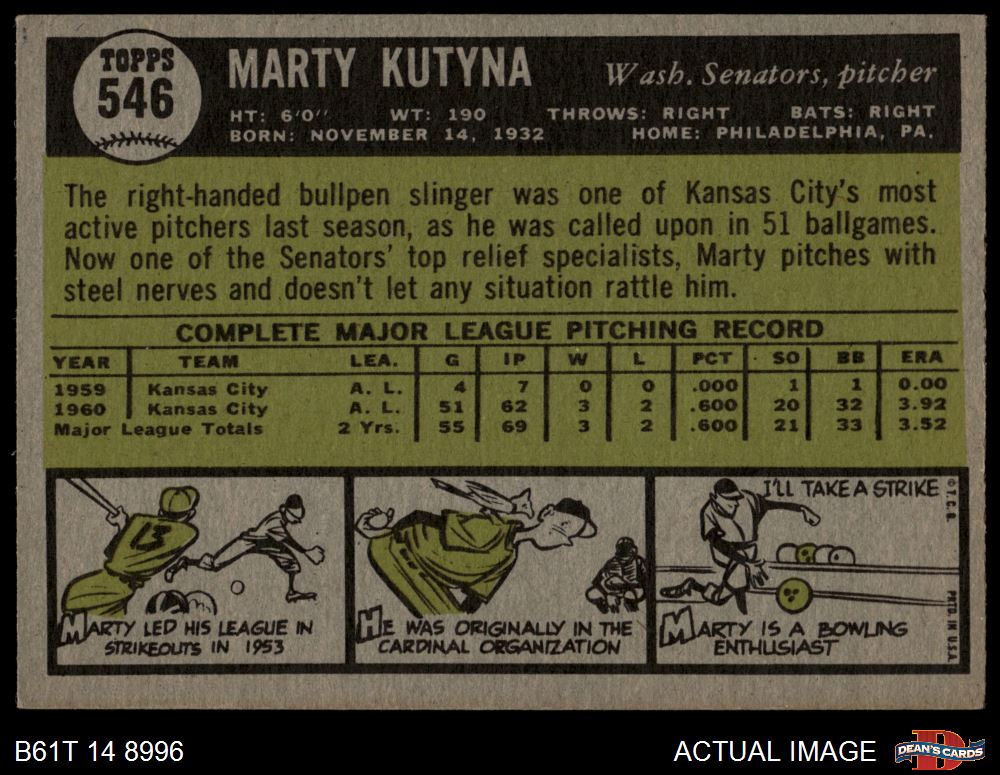 TOPPS
546
MARTY KUTYNA
Wash. Senators, pitcher
HT: 6'0" WT: 190 THROWS: RIGHT BATS: RIGHT
BORN: NOVEMBER 14, 1932 HOME: PHILADELPHIA, PA.
The right-handed bullpen slinger was one of Kansas City's most
active pitchers last season, as he was called upon in 51 ballgames.
Now one of the Senators' top relief specialists, Marty pitches with
steel nerves and doesn't let any situation rattle him.
COMPLETE MAJOR LEAGUE PITCHING RECORD
YEAR TEAM LEA. G IP W L PCT SO BB ERA
1959 Kansas City A. L. 4 7 0 0 .000 1 1 0.00
1960 Kansas City A. L. 51 62 3 2 .600 20 32 3.92
Major League Totals 2 Yrs. 55 69 3 2 .600 21 33 3.52
13
MARTY LED HIS LEAGUE IN
STRIKEOUTS IN 1953
HE WAS ORIGINALLY IN THE
CARDINAL ORGANIZATION
I'LL TAKE A STRIKE
MARTY IS A BOWLING
ENTHUSIAST
© T. C. G.
PRTD. IN U.S.A.
B61T 14 8996
ACTUAL IMAGE
D
DEAN'S CARDS